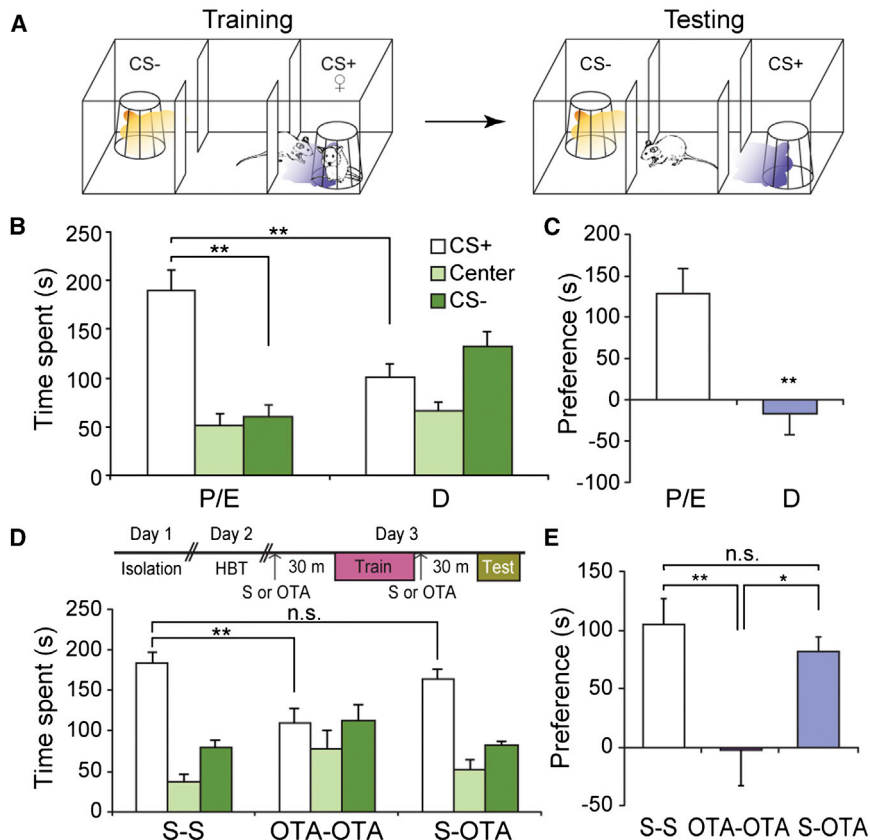 A
Training
Testing
CS-
CS+
♀
CS-
CS+
B
Time spent (s)
250
200
150
100
50
0
**
**
CS+
Center
CS-
P/E
D
C
Preference (s)
200
150
100
50
0
-50
-100
**
P/E
D
D
Day 1
Day 2
Day 3
Isolation
HBT
30 m
Train
30 m
Test
S or OTA
S or OTA
Time spent (s)
200
150
100
50
0
n.s.
**
S-S
OTA-OTA
S-OTA
E
Preference (s)
150
100
50
0
-50
n.s.
**
*
S-S
OTA-OTA
S-OTA